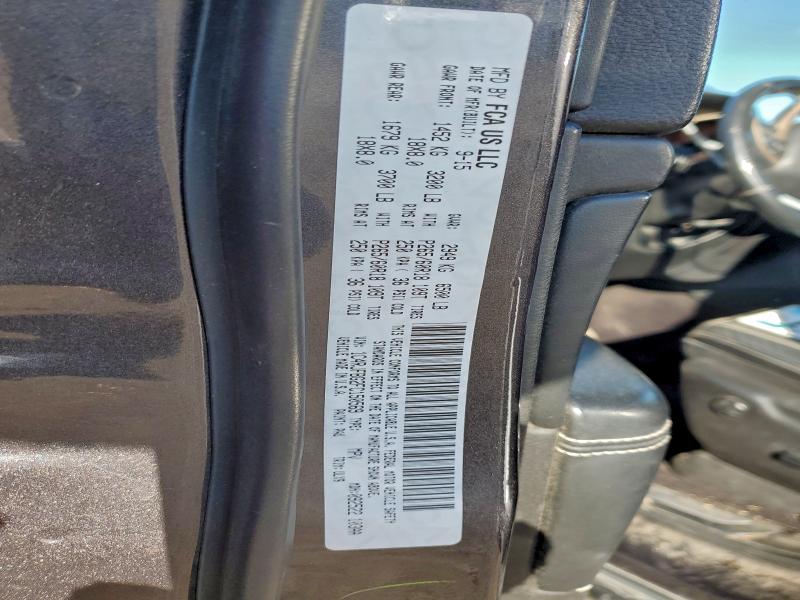 MFD BY FCA US LLC
DATE OF MFR(BUILT): 9-15 GVWR: 2949 KG 6500 LB
GAWR FRONT: 1452 KG 3200 LB WITH P265/60R18 109T TIRES
18X8.0 RIMS AT 250 KPA( 36 PSI) COLD
GAWR REAR: 1679 KG 3700 LB WITH P265/60R18 109T TIRES
18X8.0 RIMS AT 250 KPA( 36 PSI) COLD
THIS VEHICLE CONFORMS TO ALL APPLICABLE U.S.A. FEDERAL MOTOR VEHICLE SAFETY
STANDARDS IN EFFECT ON THE DATE OF MANUFACTURE SHOWN ABOVE.
VIN: TYPE: MPV
VEHICLE MADE IN U.S.A. PAINT: PAU TRIM: